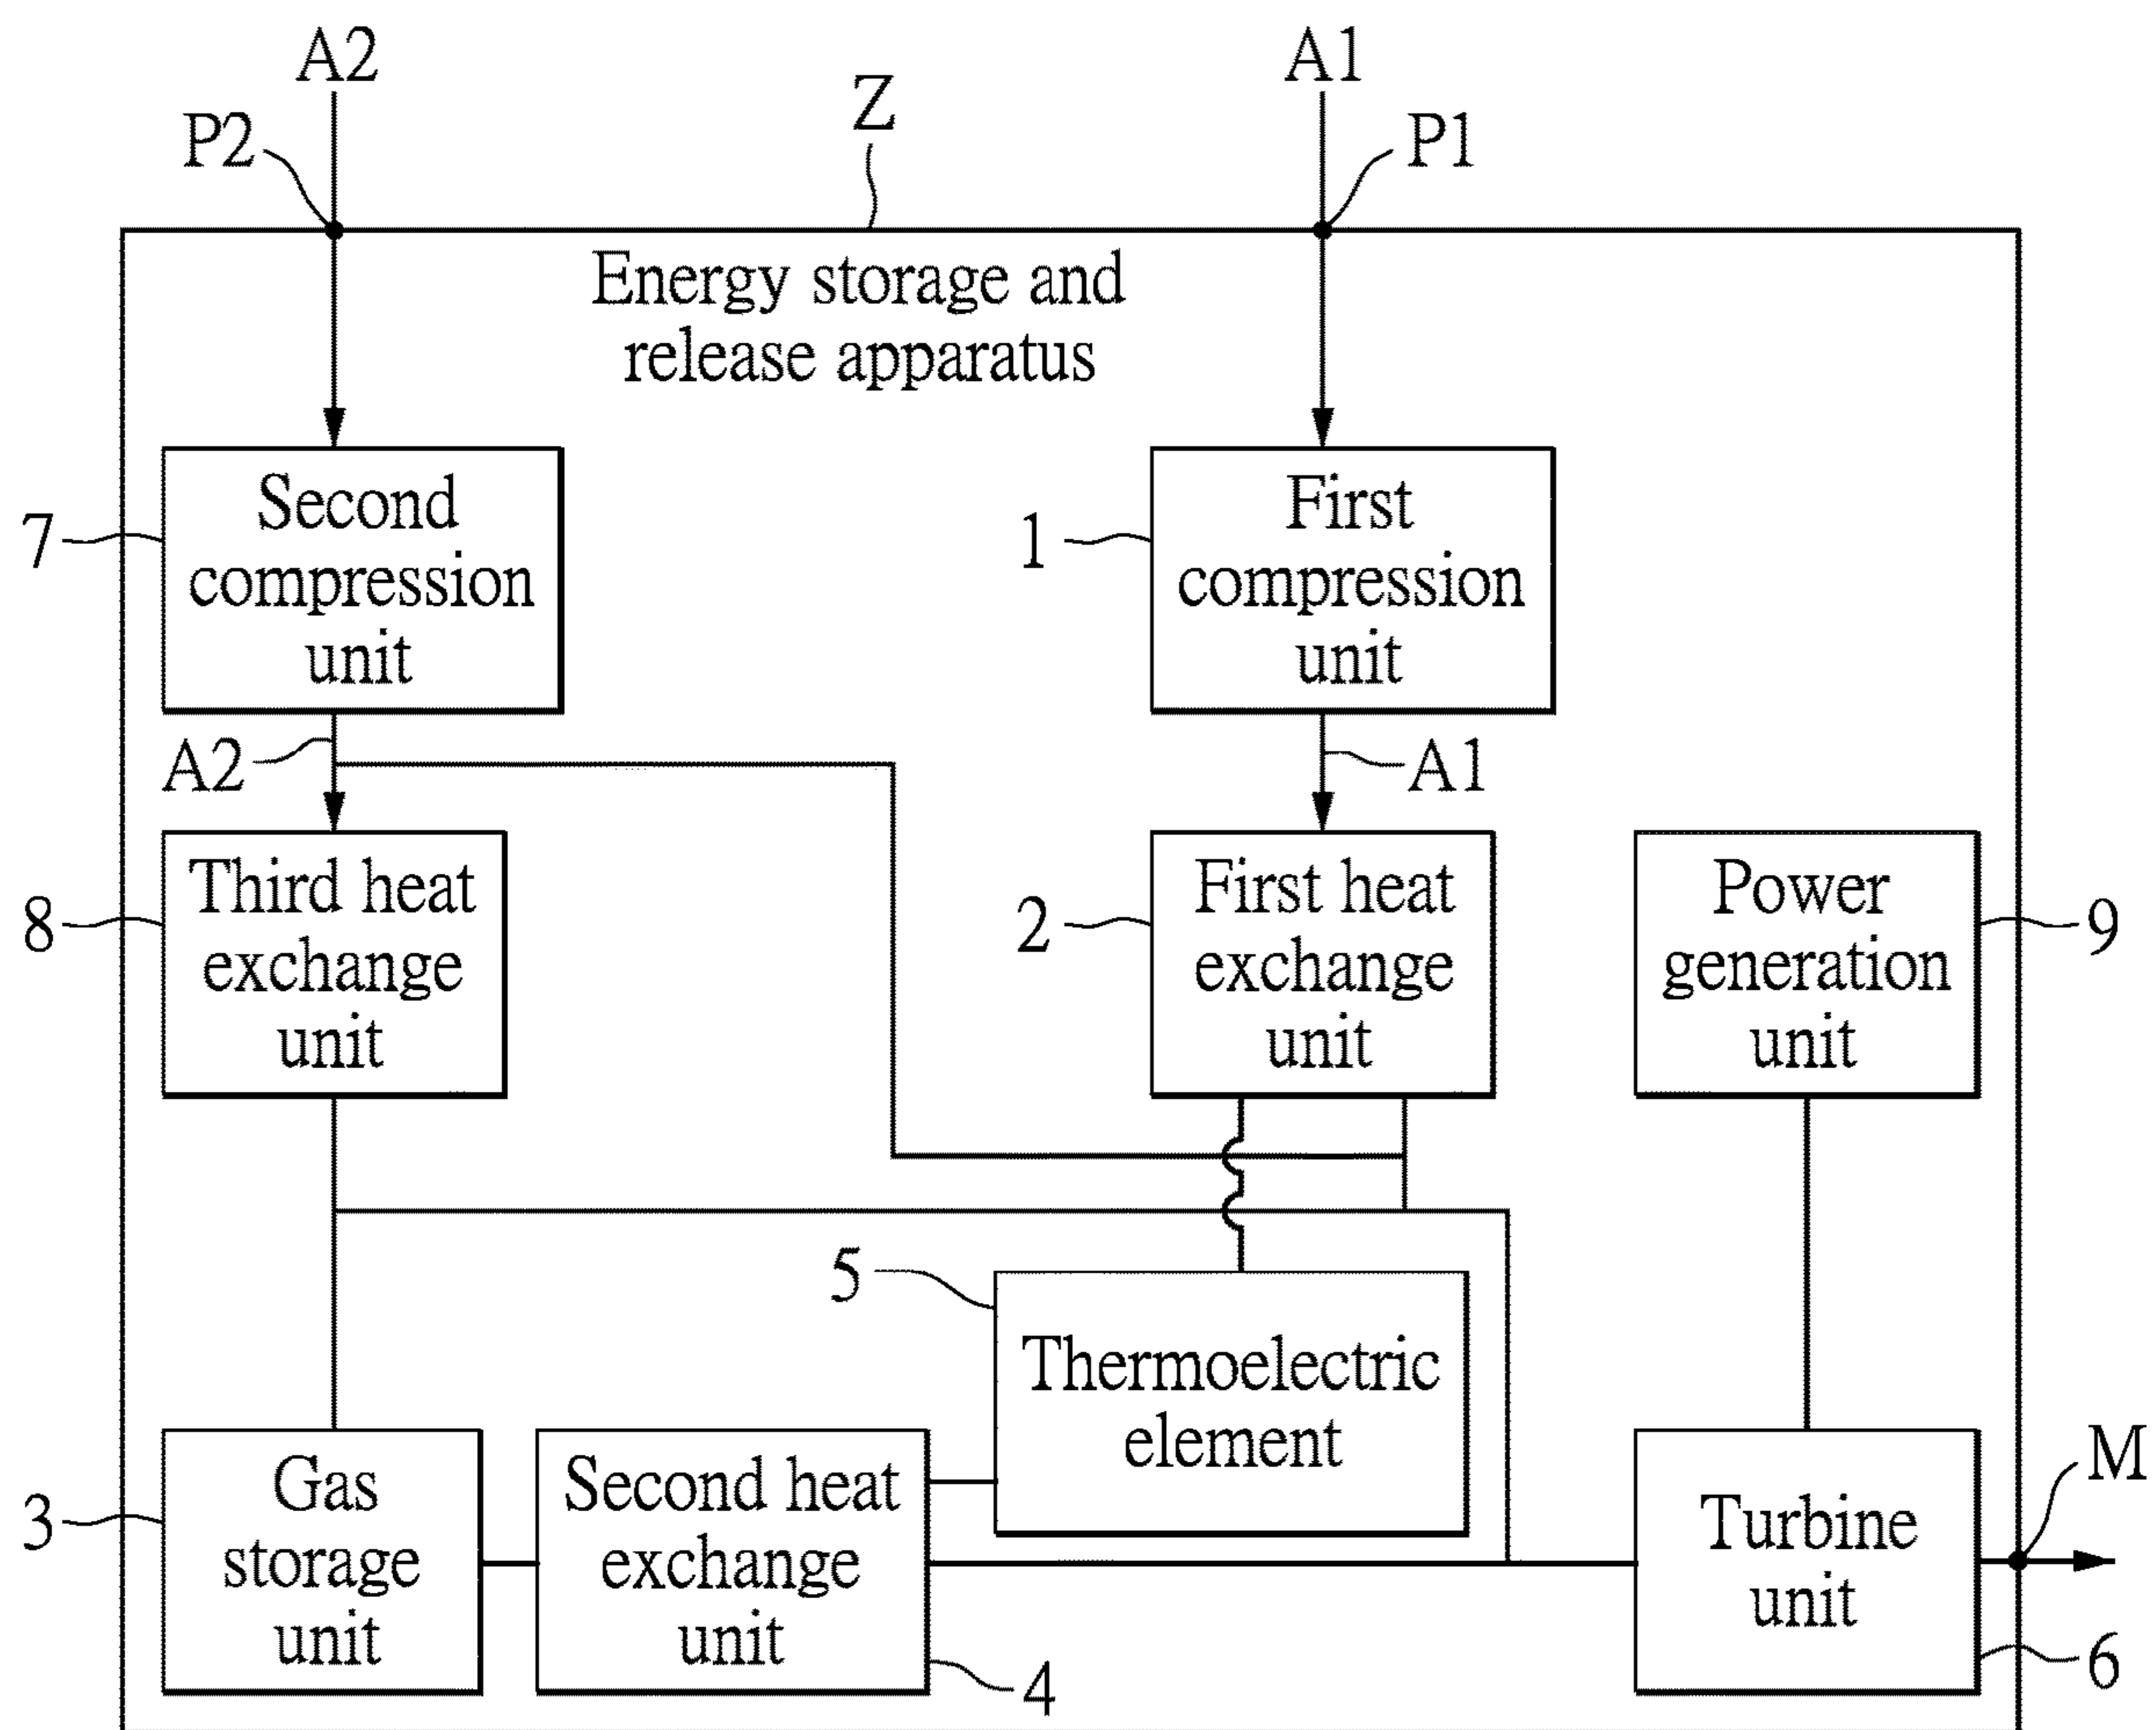 A2
A1
Z
P2
P1
Energy storage and
release apparatus
7
Second
compression
unit
1
First
compression
unit
A2
A1
8
Third heat
exchange
unit
2
First heat
exchange
unit
Power
generation
unit
9
5
Thermoelectric
element
3
Gas
storage
unit
Second heat
exchange
unit
4
Turbine
unit
M
6